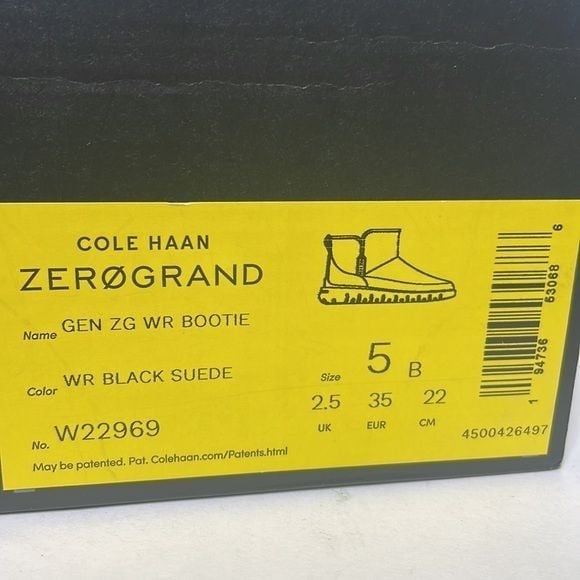 COLE HAAN
ZERØGRAND
Name GEN ZG WR BOOTIE
Color WR BLACK SUEDE
No. W22969
May be patented. Pat. Colehaan.com/Patents.html
Size 5 B
2.5 35 22
UK EUR CM
4500426497
1 94736 53068 6